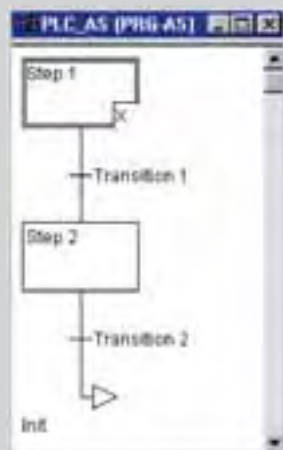 PLC_AS (PRG-AS)
Step 1
X
Transition 1
Step 2
Transition 2
Init